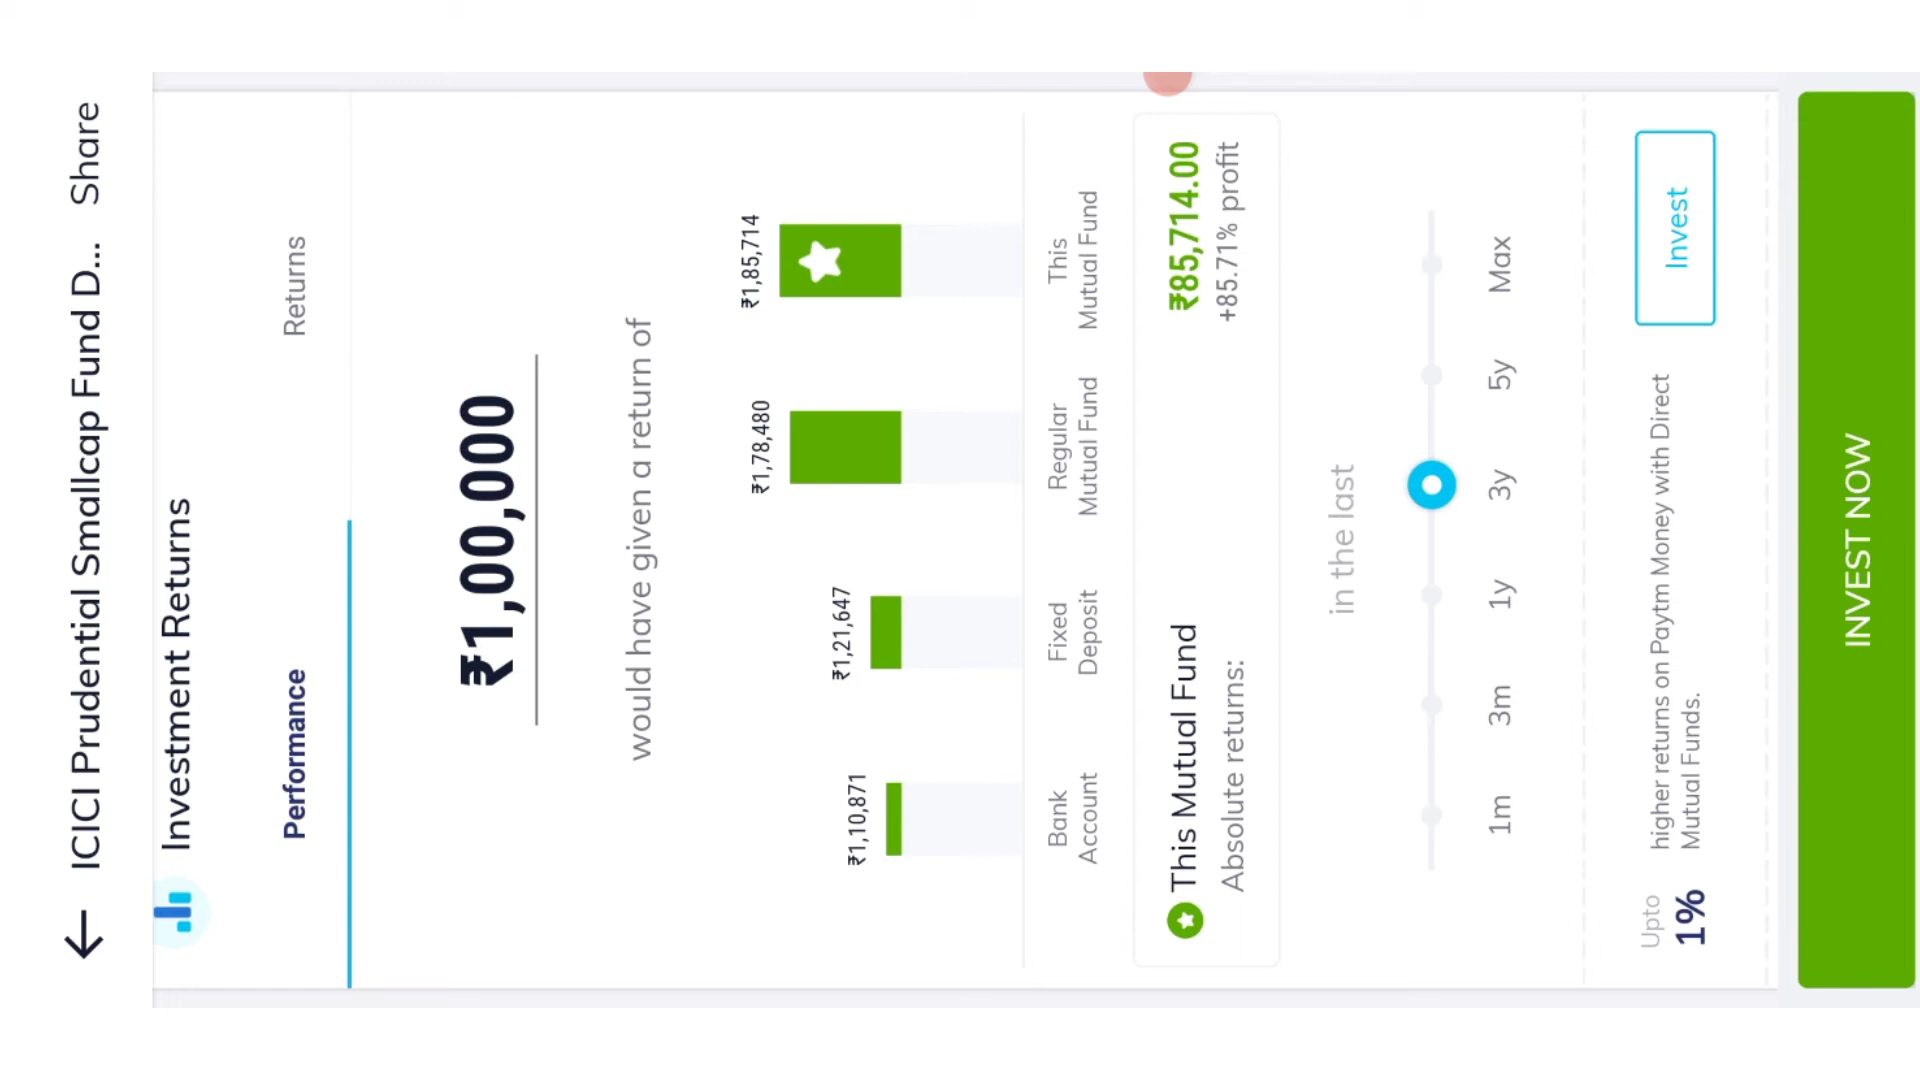 ICICI Prudential Smallcap Fund D... Share
Investment Returns
Performance Returns
₹1,00,000
would have given a return of
₹1,10,871 ₹1,21,647 ₹1,78,480 ₹1,85,714
Bank Fixed Regular This
Account Deposit Mutual Fund Mutual Fund
This Mutual Fund ₹85,714.00
Absolute returns: +85.71% profit
in the last
1m 3m 1y 3y 5y Max
Upto
1%
higher returns on Paytm Money with Direct
Mutual Funds.
Invest
INVEST NOW